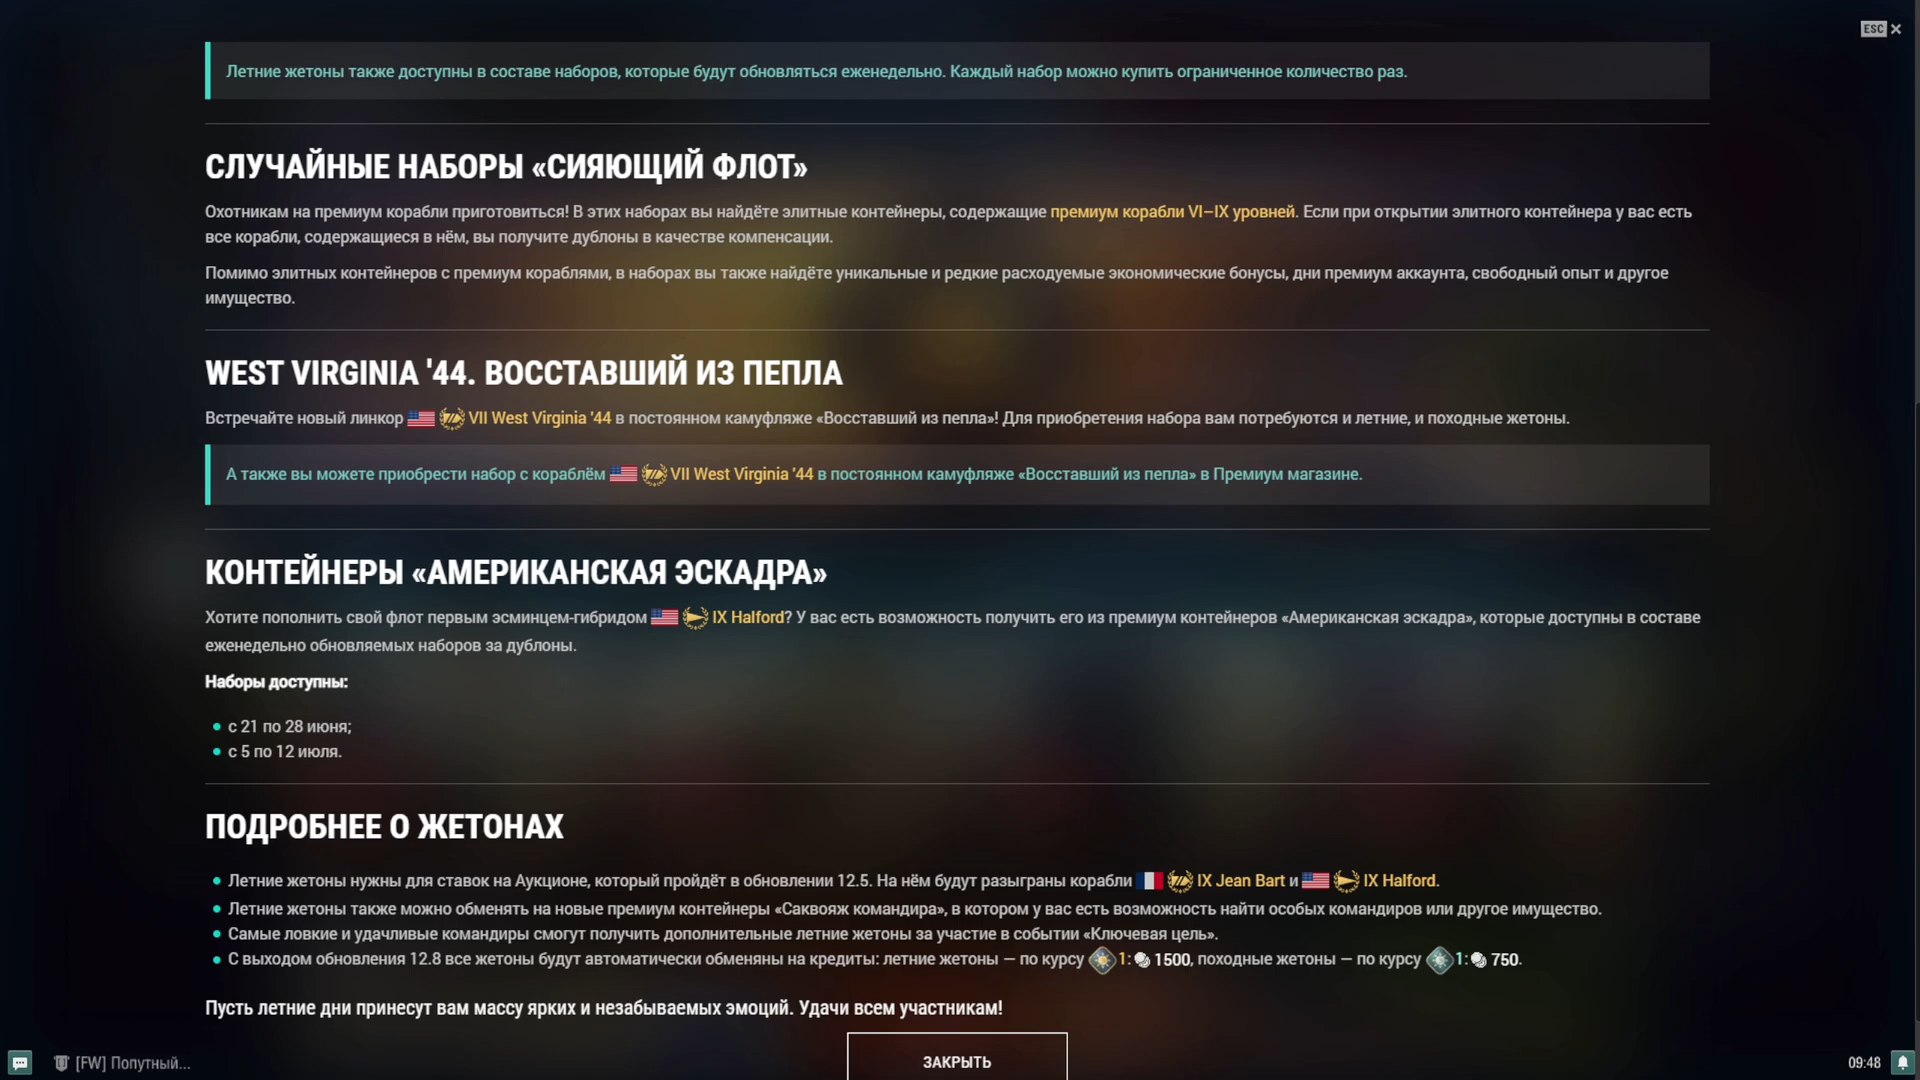 ESC
Летние жетоны также доступны в составе наборов, которые будут обновляться еженедельно. Каждый набор можно купить ограниченное количество раз.
СЛУЧАЙНЫЕ НАБОРЫ «СИЯЮЩИЙ ФЛОТ»
Охотникам на премиум корабли приготовиться! В этих наборах вы найдёте элитные контейнеры, содержащие премиум корабли VI–IX уровней. Если при открытии элитного контейнера у вас есть
все корабли, содержащиеся в нём, вы получите дублоны в качестве компенсации.
Помимо элитных контейнеров с премиум кораблями, в наборах вы также найдёте уникальные и редкие расходуемые экономические бонусы, дни премиум аккаунта, свободный опыт и другое
имущество.
WEST VIRGINIA '44. ВОССТАВШИЙ ИЗ ПЕПЛА
Встречайте новый линкор VII West Virginia '44 в постоянном камуфляже «Восставший из пепла»! Для приобретения набора вам потребуются и летние, и походные жетоны.
А также вы можете приобрести набор с кораблём VII West Virginia '44 в постоянном камуфляже «Восставший из пепла» в Премиум магазине.
КОНТЕЙНЕРЫ «АМЕРИКАНСКАЯ ЭСКАДРА»
Хотите пополнить свой флот первым эсминцем-гибридом IX Halford? У вас есть возможность получить его из премиум контейнеров «Американская эскадра», которые доступны в составе
еженедельно обновляемых наборов за дублоны.
Наборы доступны:
с 21 по 28 июня;
с 5 по 12 июля.
ПОДРОБНЕЕ О ЖЕТОНАХ
Летние жетоны нужны для ставок на Аукционе, который пройдёт в обновлении 12.5. На нём будут разыграны корабли IX Jean Bart и IX Halford.
Летние жетоны также можно обменять на новые премиум контейнеры «Саквояж командира», в котором у вас есть возможность найти особых командиров или другое имущество.
Самые ловкие и удачливые командиры смогут получить дополнительные летние жетоны за участие в событии «Ключевая цель».
С выходом обновления 12.8 все жетоны будут автоматически обменяны на кредиты: летние жетоны — по курсу 1: 1500, походные жетоны — по курсу 1: 750.
Пусть летние дни принесут вам массу ярких и незабываемых эмоций. Удачи всем участникам!
ЗАКРЫТЬ
[FW] Попутный...
09:48